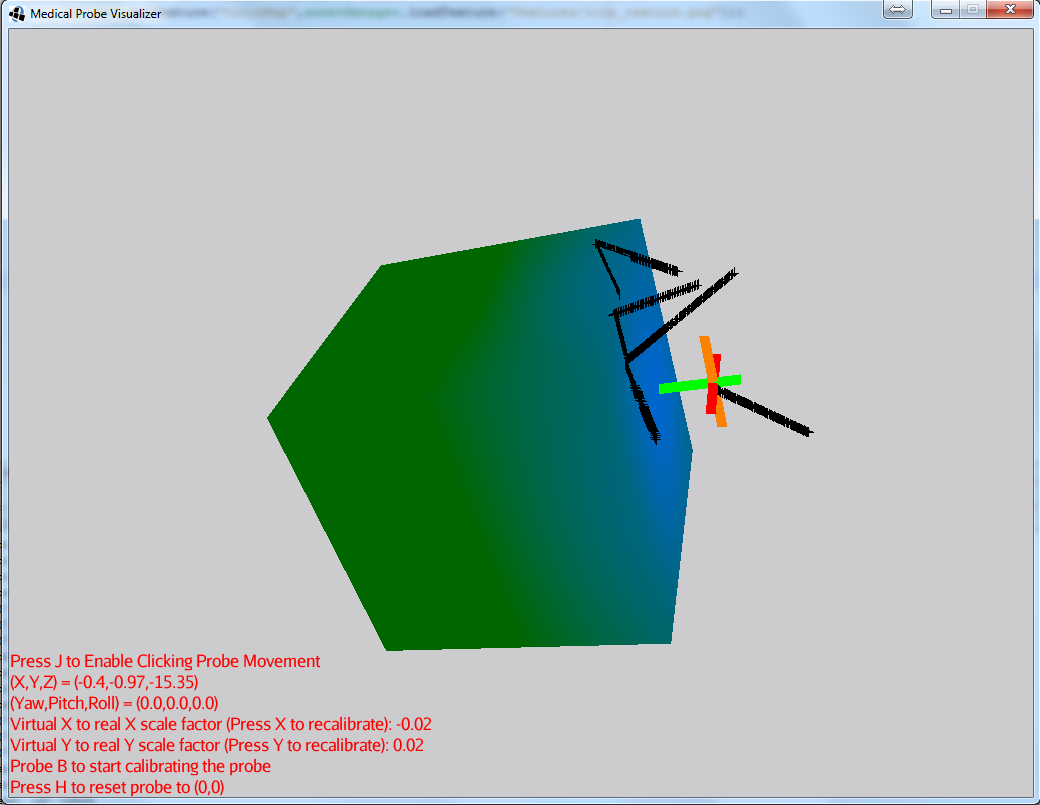 Medical Probe Visualizer
Press J to Enable Clicking Probe Movement
(X,Y,Z) = (-0.4,-0.97,-15.35)
(Yaw,Pitch,Roll) = (0.0,0.0,0.0)
Virtual X to real X scale factor (Press X to recalibrate): -0.02
Virtual Y to real Y scale factor (Press Y to recalibrate): 0.02
Probe B to start calibrating the probe
Press H to reset probe to (0,0)